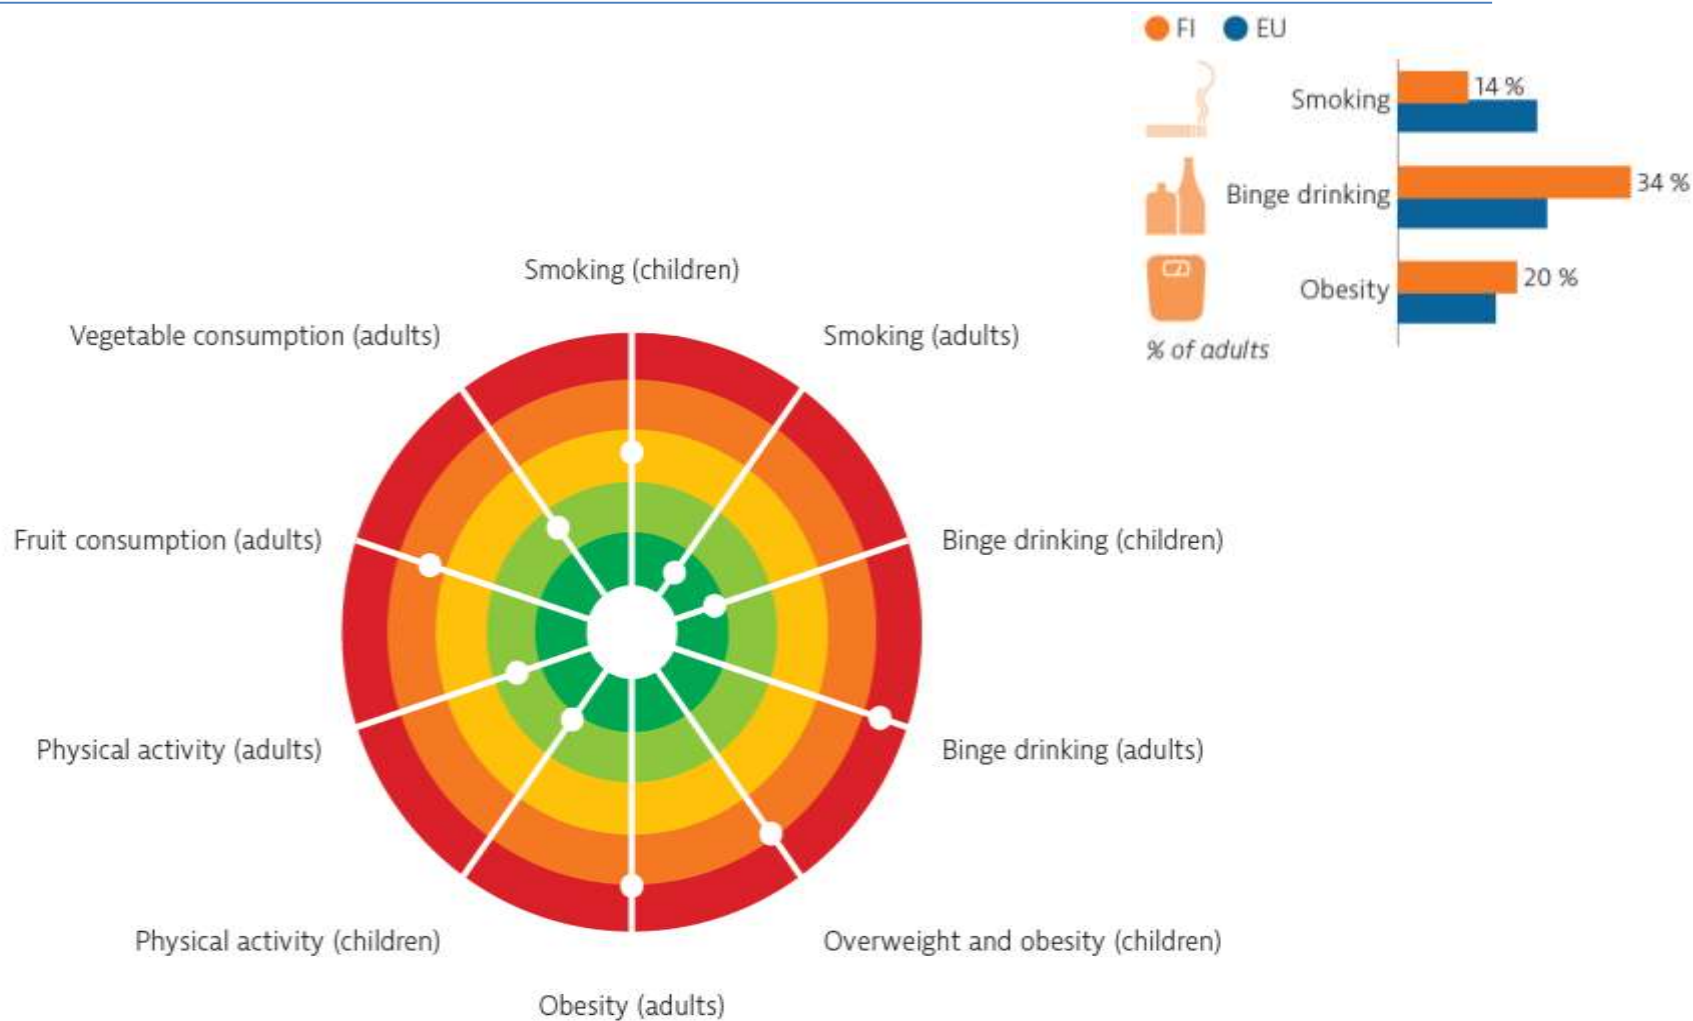 FI EU
Smoking 14 %
Binge drinking 34 %
Obesity 20 %
% of adults
Smoking (children)
Vegetable consumption (adults)
Smoking (adults)
Fruit consumption (adults)
Binge drinking (children)
Physical activity (adults)
Binge drinking (adults)
Physical activity (children)
Overweight and obesity (children)
Obesity (adults)